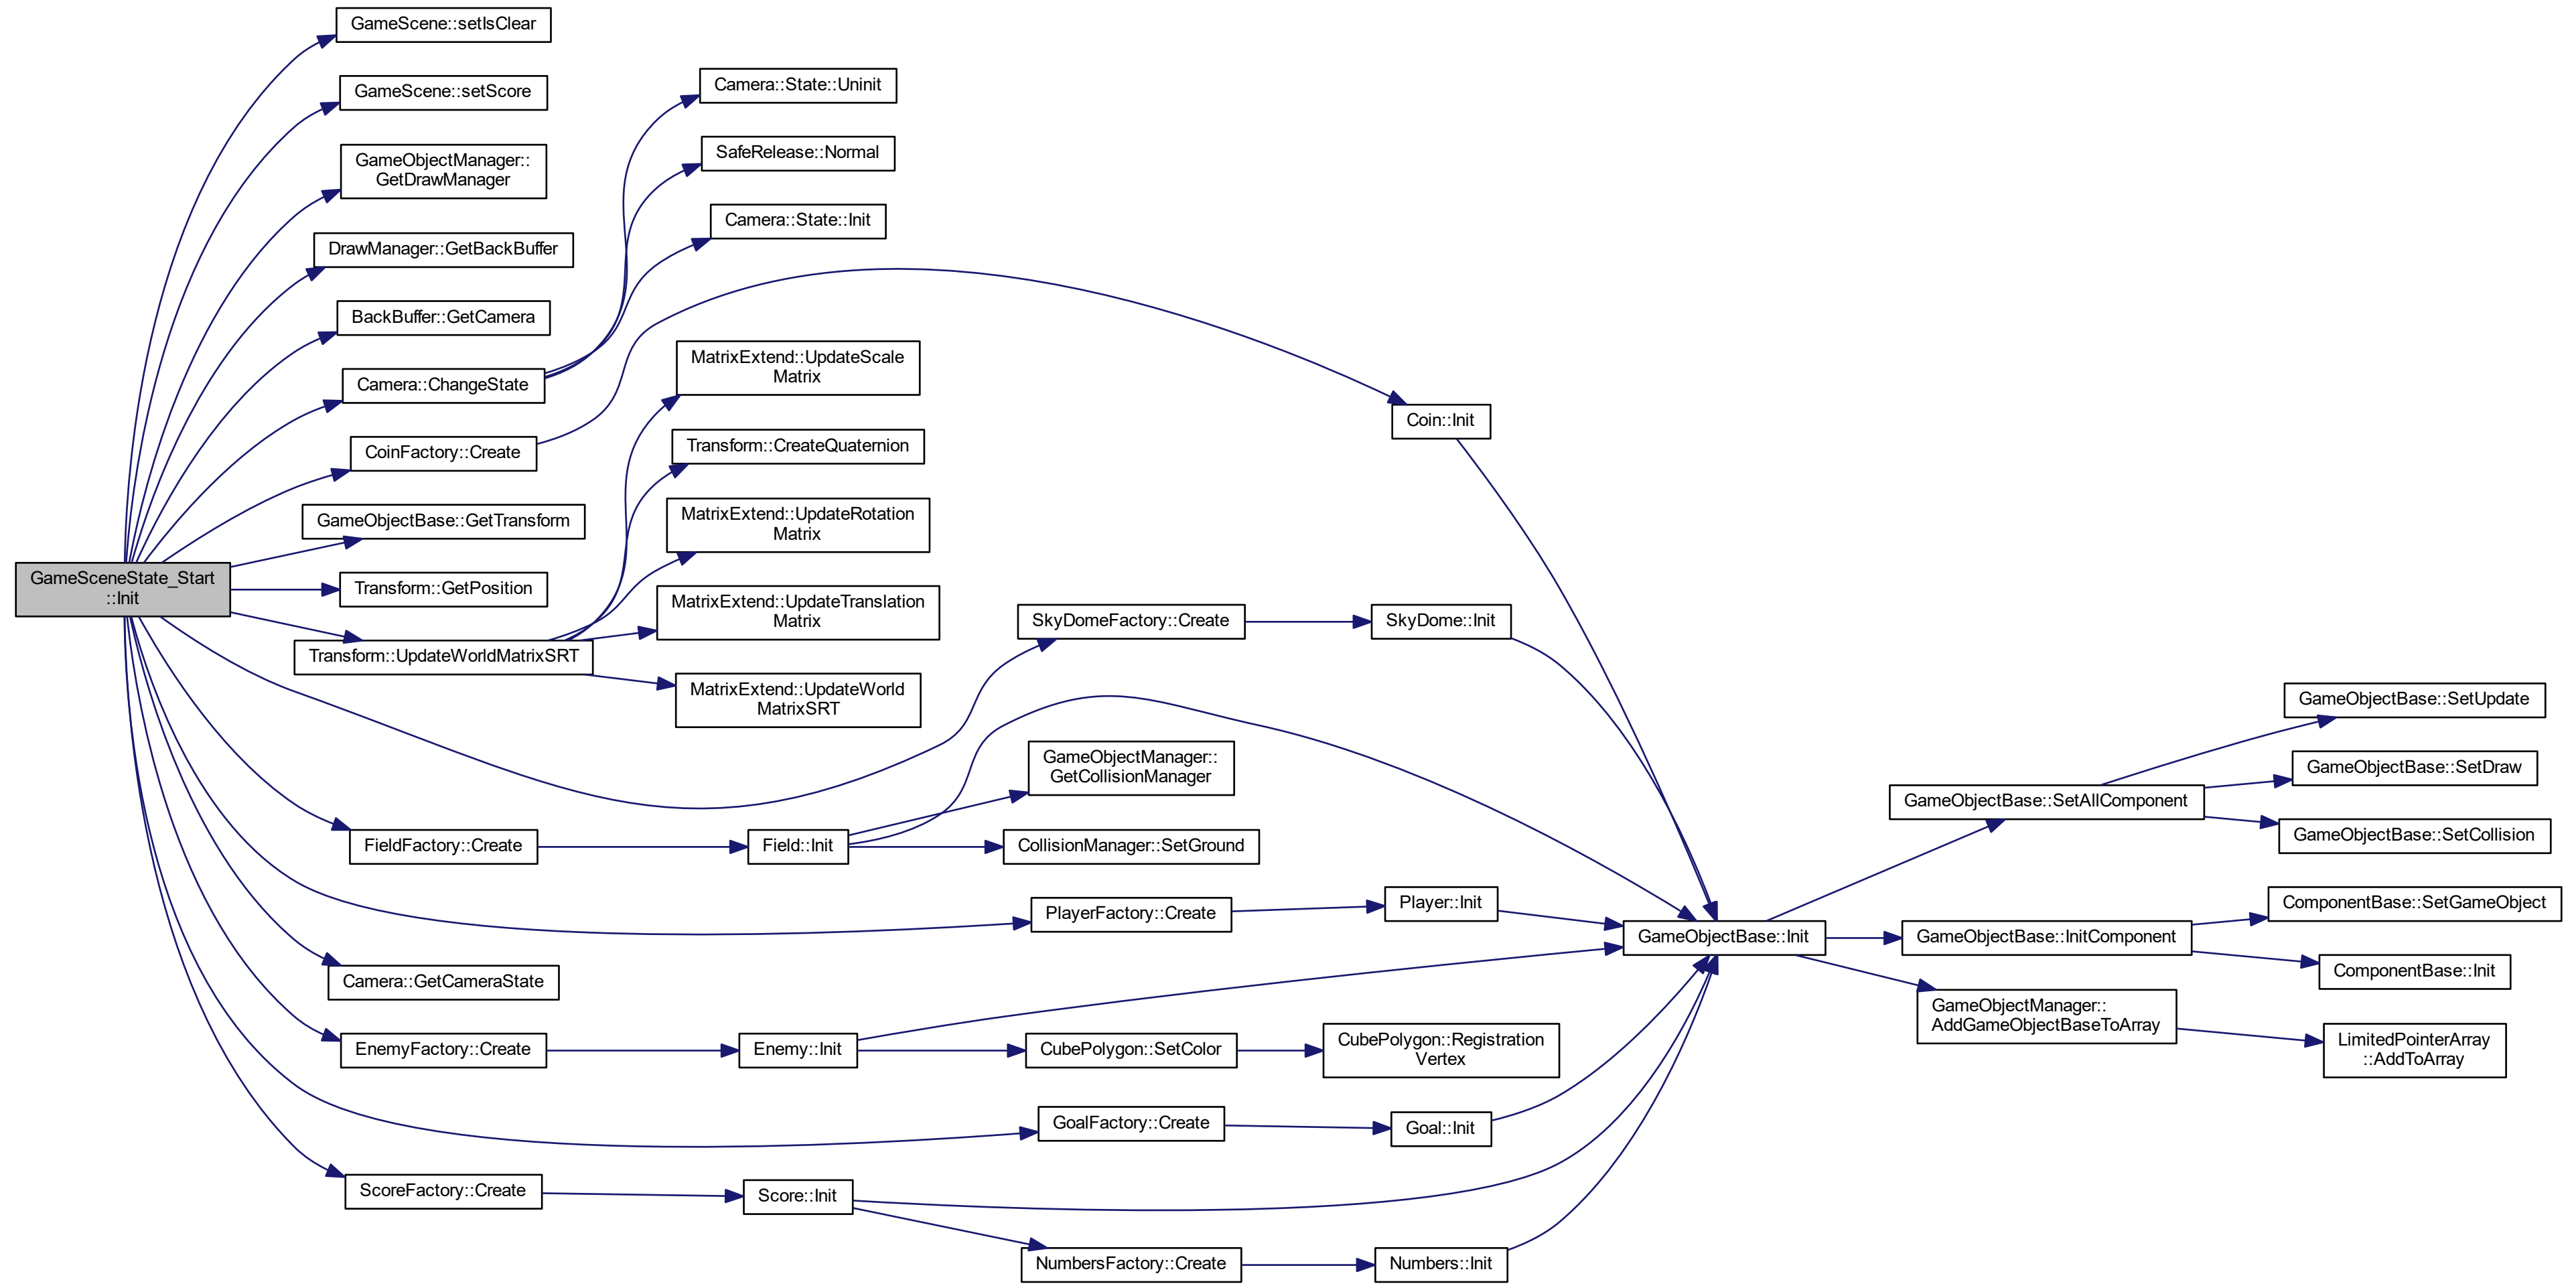 GameScene::setIsClear
GameScene::setScore
GameObjectManager::
GetDrawManager
DrawManager::GetBackBuffer
BackBuffer::GetCamera
Camera::ChangeState
CoinFactory::Create
GameObjectBase::GetTransform
GameSceneState_Start
::Init
Transform::GetPosition
Transform::UpdateWorldMatrixSRT
FieldFactory::Create
Camera::GetCameraState
EnemyFactory::Create
ScoreFactory::Create
Camera::State::Uninit
SafeRelease::Normal
Camera::State::Init
MatrixExtend::UpdateScale
Matrix
Transform::CreateQuaternion
MatrixExtend::UpdateRotation
Matrix
MatrixExtend::UpdateTranslation
Matrix
MatrixExtend::UpdateWorld
MatrixSRT
Field::Init
Enemy::Init
Score::Init
SkyDomeFactory::Create
GameObjectManager::
GetCollisionManager
CollisionManager::SetGround
PlayerFactory::Create
CubePolygon::SetColor
GoalFactory::Create
NumbersFactory::Create
Coin::Init
SkyDome::Init
Player::Init
CubePolygon::Registration
Vertex
Goal::Init
Numbers::Init
GameObjectBase::Init
GameObjectBase::SetAllComponent
GameObjectBase::InitComponent
GameObjectManager::
AddGameObjectBaseToArray
GameObjectBase::SetUpdate
GameObjectBase::SetDraw
GameObjectBase::SetCollision
ComponentBase::SetGameObject
ComponentBase::Init
LimitedPointerArray
::AddToArray